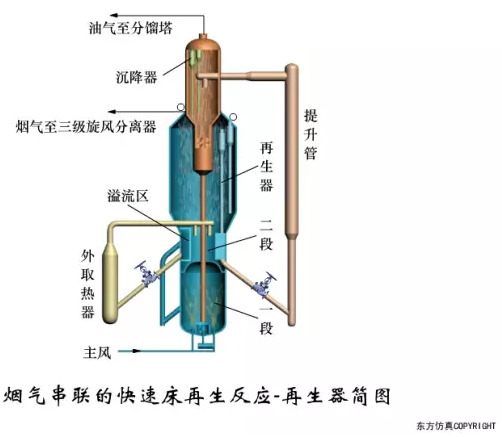 油气至分馏塔
沉降器
烟气至三级旋风分离器
提升管
再生器
溢流区
二段
外取热器
一段
主风
烟气串联的快速床再生反应-再生器简图
东方仿真COPYRIGHT